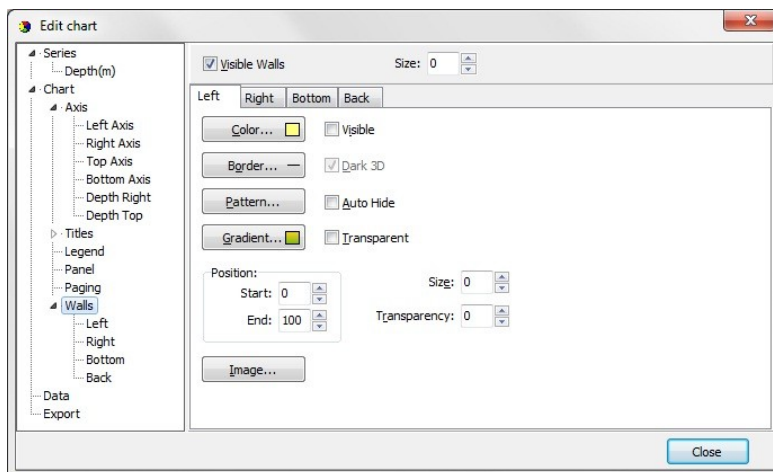 Edit chart
Series
Depth(m)
Chart
Axis
Left Axis
Right Axis
Top Axis
Bottom Axis
Depth Right
Depth Top
Titles
Legend
Panel
Paging
Walls
Left
Right
Bottom
Back
Data
Export
Visible Walls Size: 0
Left Right Bottom Back
Color... Visible
Border... Dark 3D
Pattern... Auto Hide
Gradient... Transparent
Position:
Start: 0
End: 100
Size: 0
Transparency: 0
Image...
Close